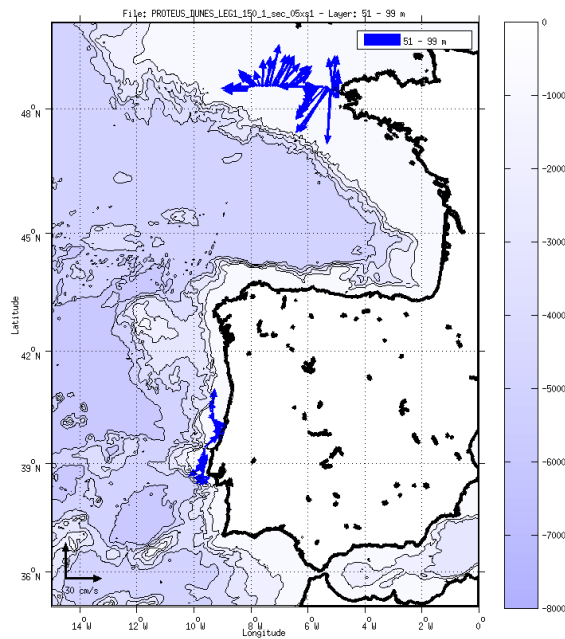 File: PROTEUS_DUNES_LEG1_150_1_sec_05xs1 - Layer: 51 - 99 m
51 - 99 m
0
-1000
-2000
-3000
-4000
-5000
-6000
-7000
-8000
48° N
45° N
42° N
39° N
36° N
Latitude
30 cm/s
14 W 12 W 10 W 8 W 6 W 4 W 2 W 0
Longitude